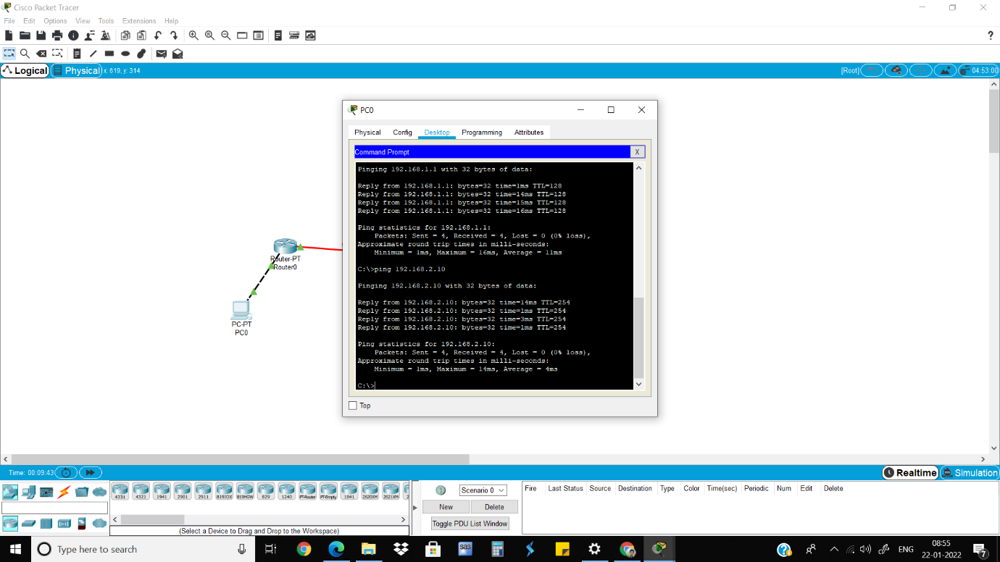 Cisco Packet Tracer
File Edit Options View Tools Extensions Help
?
Logical Physical x: 619, y: 314 [Root] 04:53:00
PC0
Physical Config Desktop Programming Attributes
Command Prompt X
Pinging 192.168.1.1 with 32 bytes of data:
Reply from 192.168.1.1: bytes=32 time=1ms TTL=128
Reply from 192.168.1.1: bytes=32 time=14ms TTL=128
Reply from 192.168.1.1: bytes=32 time=15ms TTL=128
Reply from 192.168.1.1: bytes=32 time=16ms TTL=128
Ping statistics for 192.168.1.1:
Packets: Sent = 4, Received = 4, Lost = 0 (0% loss),
Approximate round trip times in milli-seconds:
Minimum = 1ms, Maximum = 16ms, Average = 11ms
C:\>ping 192.168.2.10
Pinging 192.168.2.10 with 32 bytes of data:
Reply from 192.168.2.10: bytes=32 time=14ms TTL=254
Reply from 192.168.2.10: bytes=32 time=1ms TTL=254
Reply from 192.168.2.10: bytes=32 time=3ms TTL=254
Reply from 192.168.2.10: bytes=32 time=1ms TTL=254
Ping statistics for 192.168.2.10:
Packets: Sent = 4, Received = 4, Lost = 0 (0% loss),
Approximate round trip times in milli-seconds:
Minimum = 1ms, Maximum = 14ms, Average = 4ms
C:\>
Top
Router-PT
Router0
PC-PT
PC0
Time: 00:09:43 Realtime Simulation
4331 4321 1941 2901 2911 819IOX 819HGW 829 1240 PT-Router PT-Empty 1841 2620XM 2621XM 2
(Select a Device to Drag and Drop to the Workspace)
Scenario 0
New Delete
Toggle PDU List Window
Fire Last Status Source Destination Type Color Time(sec) Periodic Num Edit Delete
Type here to search
sas
ENG
08:55
22-01-2022
7